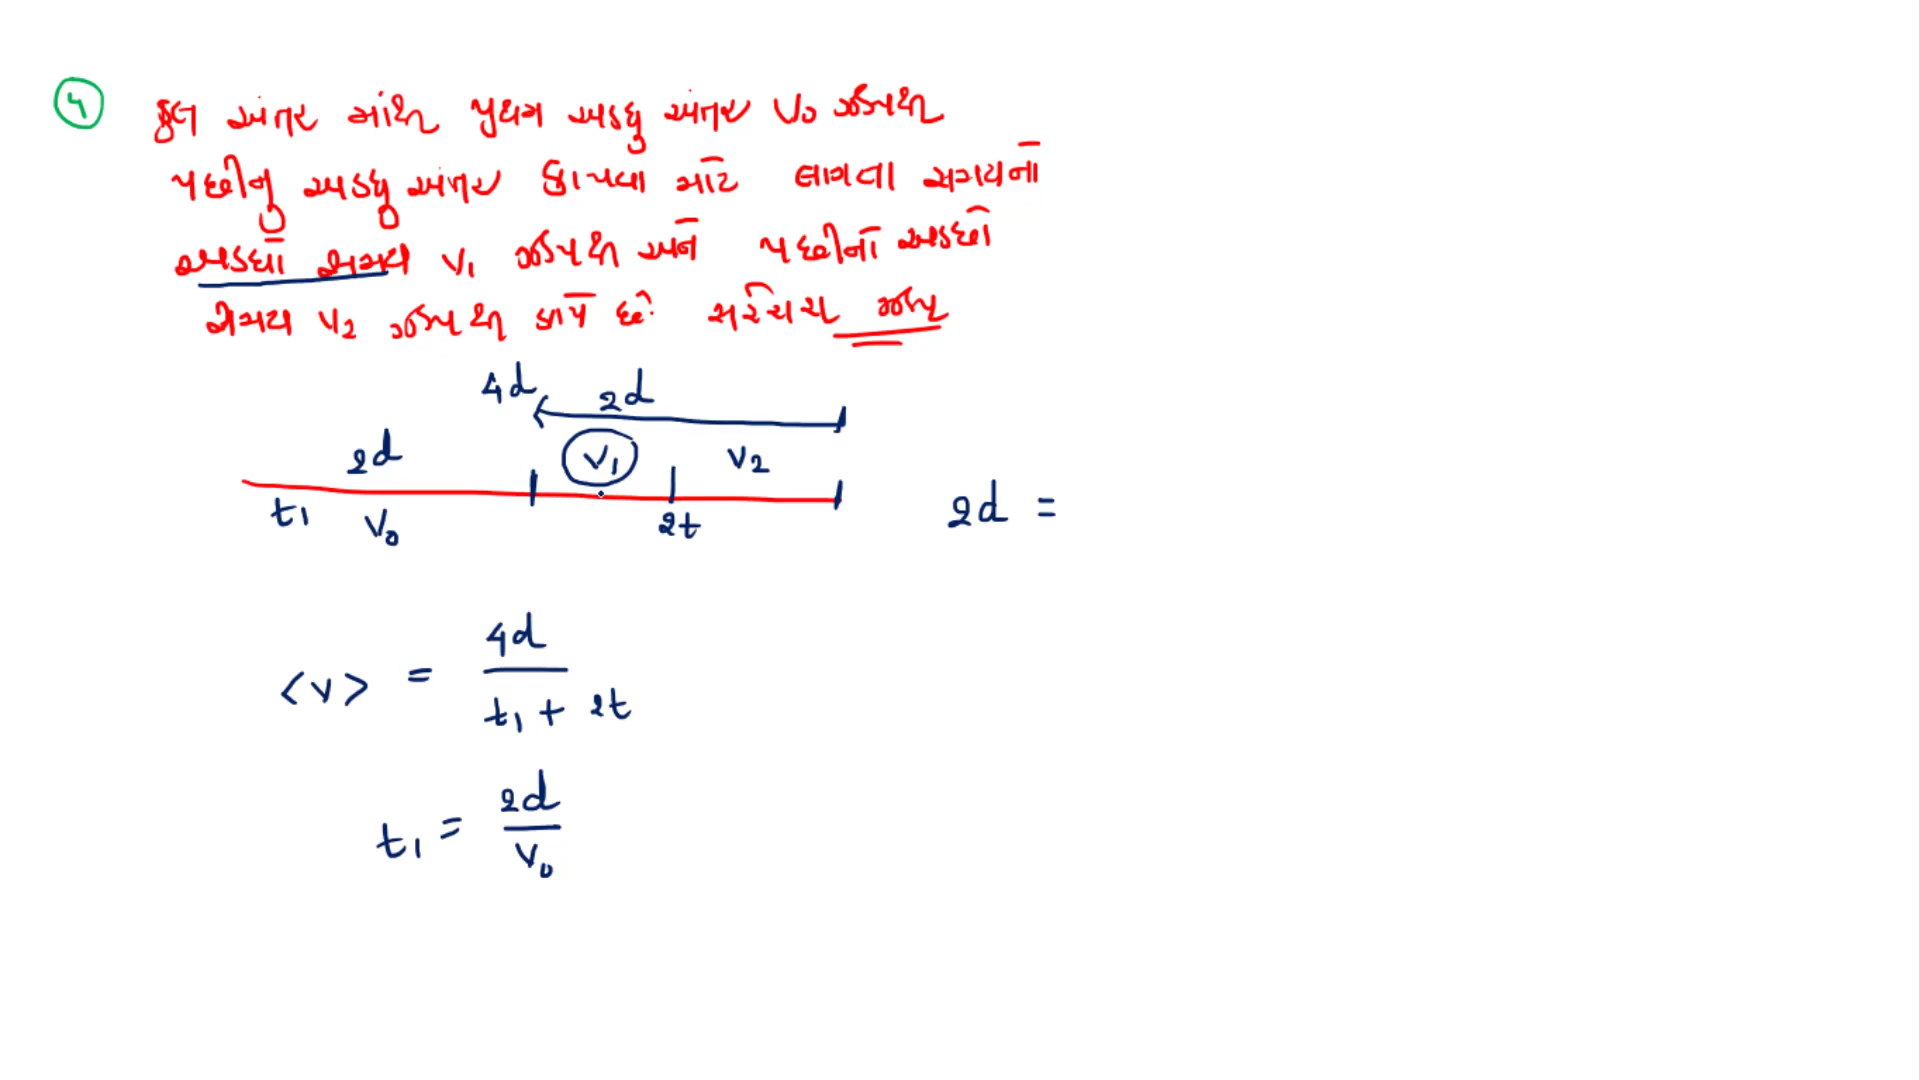 ૫ કુલ અંતર માંથી પ્રથમ અડધુ અંતર V₀ ઝડપથી
પછીનુ અડધુ અંતર કાપવા માટે લાગતા સમયનો
અડધો સમય V₁ ઝડપથી અને પછીનો અડધો
સમય V₂ ઝડપથી કાપે છે. સરેરાશ ઝડપ
4d 2d
2d V₁ V₂
t₁ V₀ 2t 2d =
<v> = 4d / t₁ + 2t
t₁ = 2d / V₀